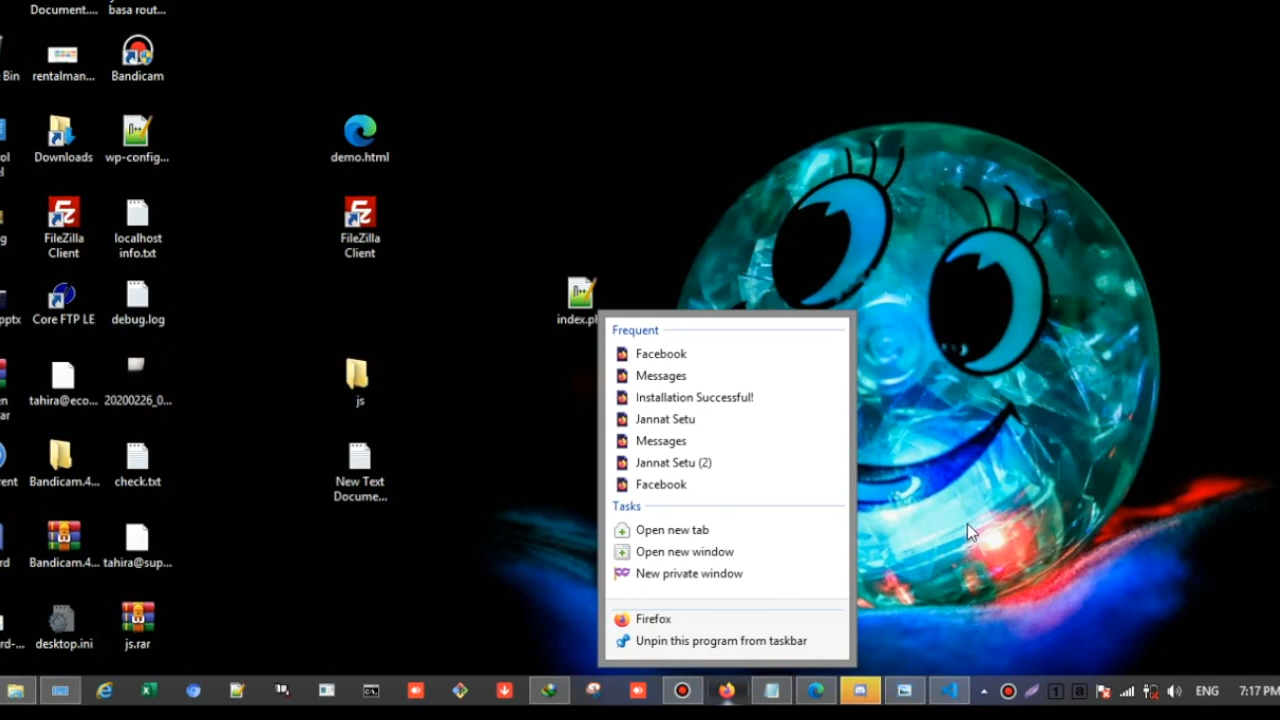 Document....
basa rout...
Bin
rentalman...
Bandicam
Downloads
wp-config...
demo.html
FileZilla
Client
localhost
info.txt
FileZilla
Client
index.ph
pptx
Core FTP LE
debug.log
tahira@eco...
20200226_0...
js
Bandicam.4...
check.txt
New Text
Docume...
Bandicam.4...
tahira@sup...
desktop.ini
js.rar
Frequent
Facebook
Messages
Installation Successful!
Jannat Setu
Messages
Jannat Setu (2)
Facebook
Tasks
Open new tab
Open new window
New private window
Firefox
Unpin this program from taskbar
ENG
7:17 PM